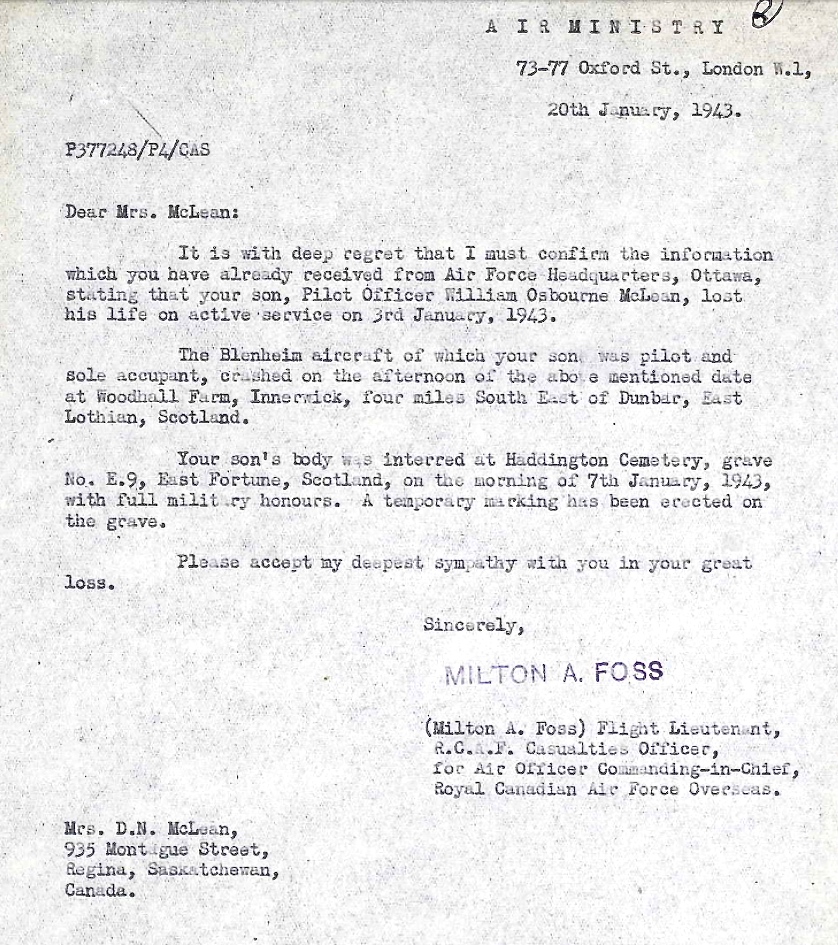 AIR MINISTRY
73-77 Oxford St., London W.1,
20th January, 1943.
P377248/P4/CAS
Dear Mrs. McLean:
It is with deep regret that I must confirm the information
which you have already received from Air Force Headquarters, Ottawa,
stating that your son, Pilot Officer William Osbourne McLean, lost
his life on active service on 3rd January, 1943.
The Blenheim aircraft of which your son was pilot and
sole accupant, crashed on the afternoon of the above mentioned date
at Woodhall Farm, Innerwick, four miles South East of Dunbar, East
Lothian, Scotland.
Your son's body was interred at Haddington Cemetery, grave
No. E.9, East Fortune, Scotland, on the morning of 7th January, 1943,
with full military honours. A temporary marking has been erected on
the grave.
Please accept my deepest sympathy with you in your great
loss.
Sincerely,
MILTON A. FOSS
(Milton A. Foss) Flight Lieutenant,
R.C.A.F. Casualties Officer,
for Air Officer Commanding-in-Chief,
Royal Canadian Air Force Overseas.
Mrs. D.N. McLean,
935 Montague Street,
Regina, Saskatchewan,
Canada.